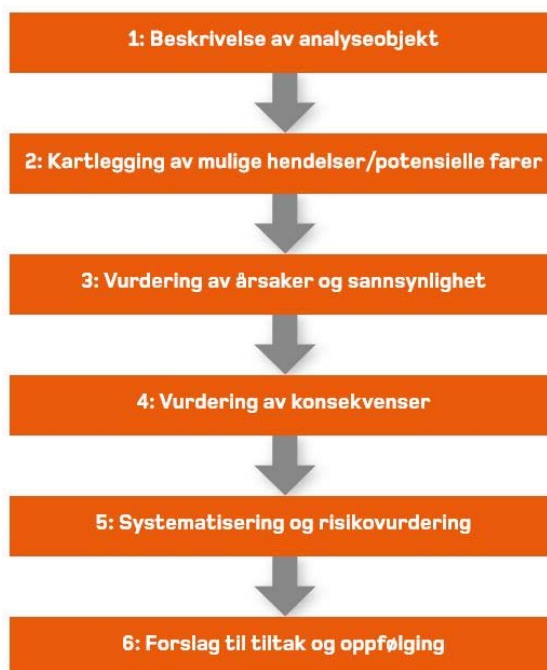 1: Beskrivelse av analyseobjekt
2: Kartlegging av mulige hendelser/potensielle farer
3: Vurdering av årsaker og sannsynlighet
4: Vurdering av konsekvenser
5: Systematisering og risikovurdering
6: Forslag til tiltak og oppfølging